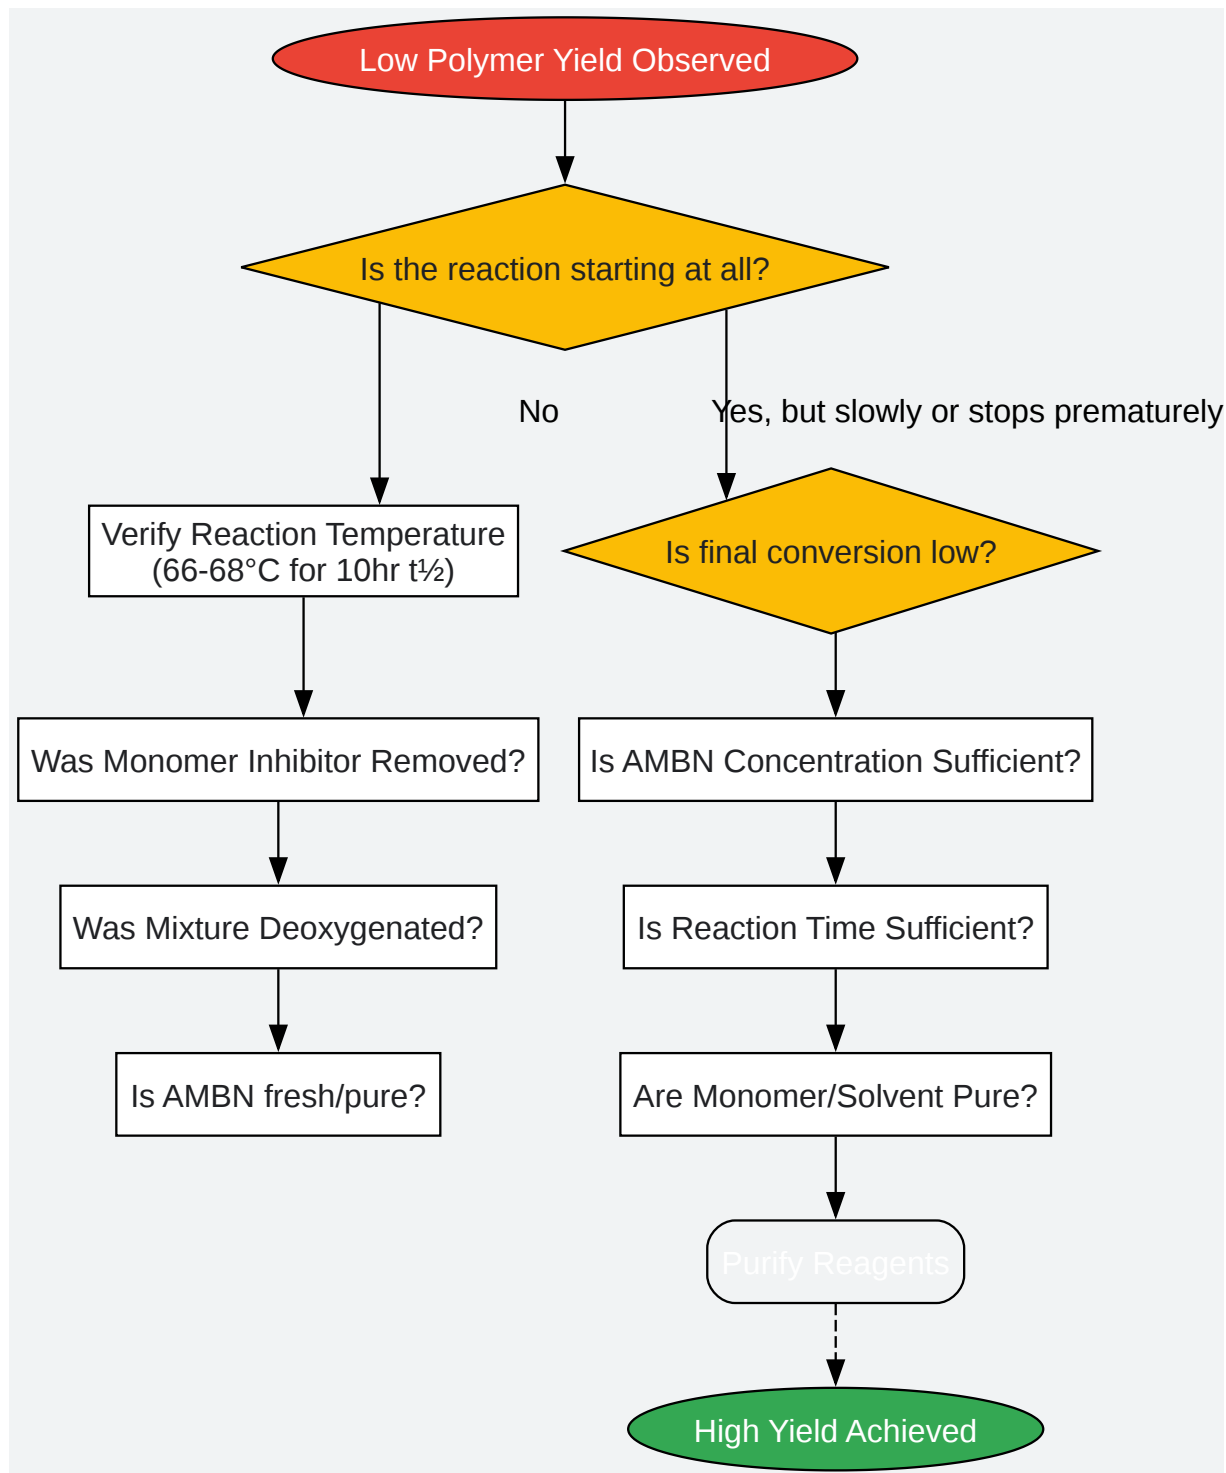 Low Polymer Yield Observed
Is the reaction starting at all?
No
Yes, but slowly or stops prematurely
Verify Reaction Temperature
(66-68°C for 10hr t½)
Is final conversion low?
Was Monomer Inhibitor Removed?
Is AMBN Concentration Sufficient?
Was Mixture Deoxygenated?
Is Reaction Time Sufficient?
Is AMBN fresh/pure?
Are Monomer/Solvent Pure?
Purify Reagents
High Yield Achieved